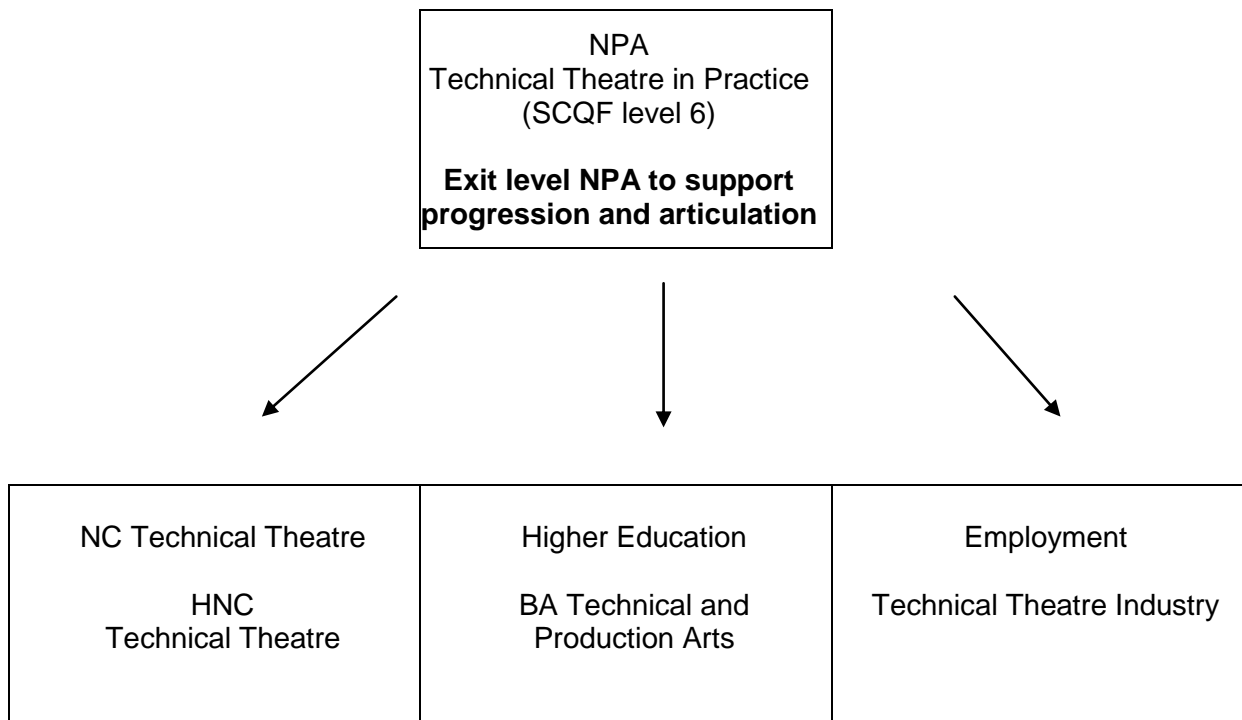 NPA
Technical Theatre in Practice
(SCQF level 6)
Exit level NPA to support
progression and articulation
NC Technical Theatre
HNC
Technical Theatre
Higher Education
BA Technical and
Production Arts
Employment
Technical Theatre Industry